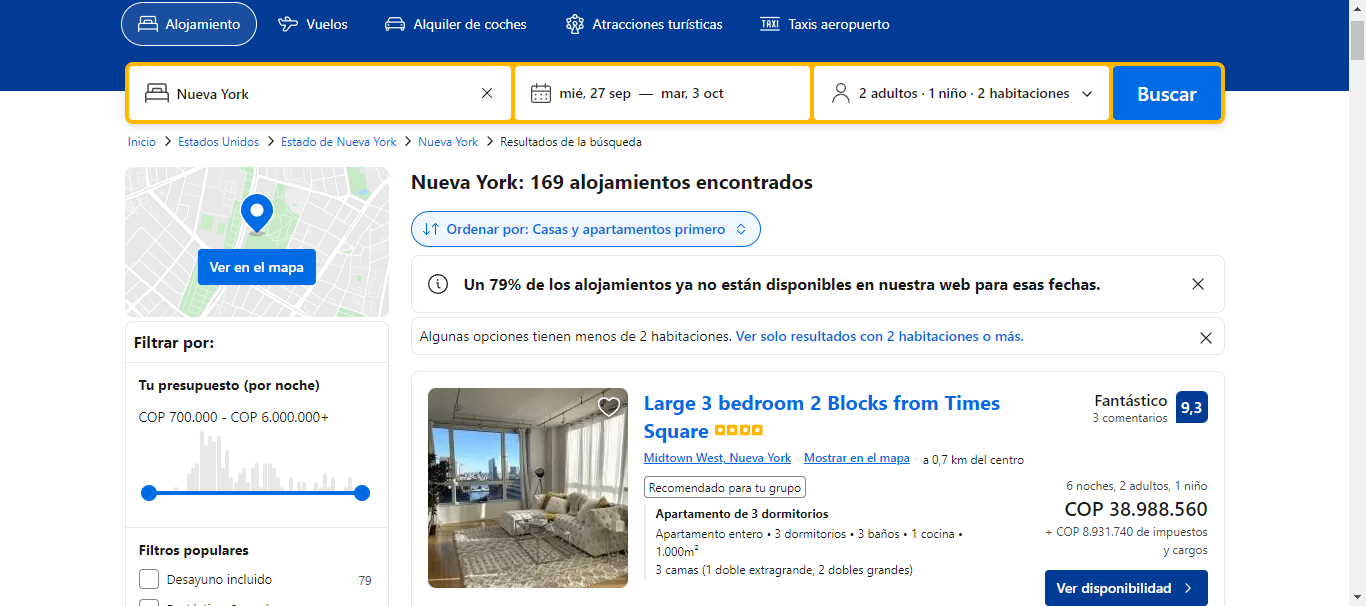 Alojamiento
Vuelos
Alquiler de coches
Atracciones turísticas
TAXI
Taxis aeropuerto
Nueva York
mié, 27 sep — mar, 3 oct
2 adultos · 1 niño · 2 habitaciones
Buscar
Inicio
Estados Unidos
Estado de Nueva York
Nueva York
Resultados de la búsqueda
Ver en el mapa
Filtrar por:
Tu presupuesto (por noche)
COP 700.000 - COP 6.000.000+
Filtros populares
Desayuno incluido
79
Nueva York: 169 alojamientos encontrados
Ordenar por: Casas y apartamentos primero
Un 79% de los alojamientos ya no están disponibles en nuestra web para esas fechas.
Algunas opciones tienen menos de 2 habitaciones. Ver solo resultados con 2 habitaciones o más.
Large 3 bedroom 2 Blocks from Times
Square
Midtown West, Nueva York · Mostrar en el mapa · a 0,7 km del centro
Recomendado para tu grupo
Apartamento de 3 dormitorios
Apartamento entero • 3 dormitorios • 3 baños • 1 cocina •
1.000m²
3 camas (1 doble extragrande, 2 dobles grandes)
Fantástico
3 comentarios
9,3
6 noches, 2 adultos, 1 niño
COP 38.988.560
+ COP 8.931.740 de impuestos
y cargos
Ver disponibilidad